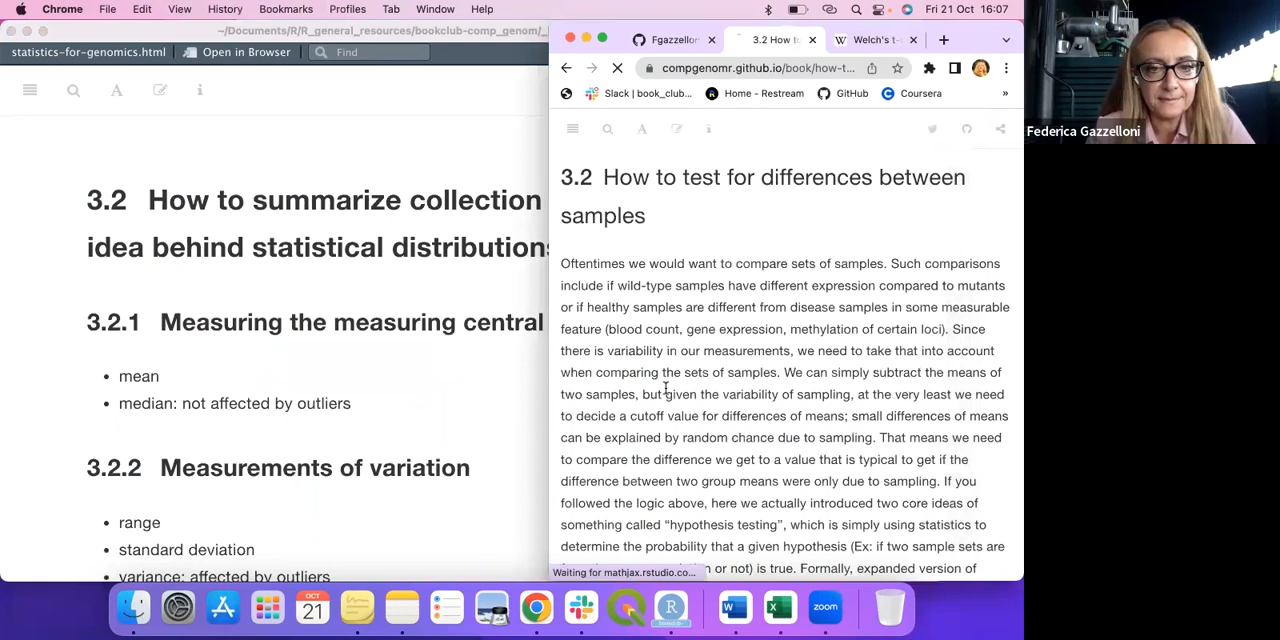 Chrome File Edit View History Bookmarks Profiles Tab Window Help Fri 21 Oct 16:07
~/Documents/R/R_general_resources/bookclub-comp_genom/_
statistics-for-genomics.html Open in Browser Find
3.2 How to summarize collection
idea behind statistical distributions
3.2.1 Measuring the measuring central
• mean
• median: not affected by outliers
3.2.2 Measurements of variation
• range
• standard deviation
• variance: affected by outliers
Fgazzellon 3.2 How to Welch's t-
compgenomr.github.io/book/how-t...
Slack | book_club... Home - Restream GitHub Coursera »
3.2 How to test for differences between
samples
Oftentimes we would want to compare sets of samples. Such comparisons
include if wild-type samples have different expression compared to mutants
or if healthy samples are different from disease samples in some measurable
feature (blood count, gene expression, methylation of certain loci). Since
there is variability in our measurements, we need to take that into account
when comparing the sets of samples. We can simply subtract the means of
two samples, but given the variability of sampling, at the very least we need
to decide a cutoff value for differences of means; small differences of means
can be explained by random chance due to sampling. That means we need
to compare the difference we get to a value that is typical to get if the
difference between two group means were only due to sampling. If you
followed the logic above, here we actually introduced two core ideas of
something called “hypothesis testing”, which is simply using statistics to
determine the probability that a given hypothesis (Ex: if two sample sets are
or not) is true. Formally, expanded version of
Waiting for mathjax.rstudio.co...
Federica Gazzelloni
OCT
21
R
W
X
zoom